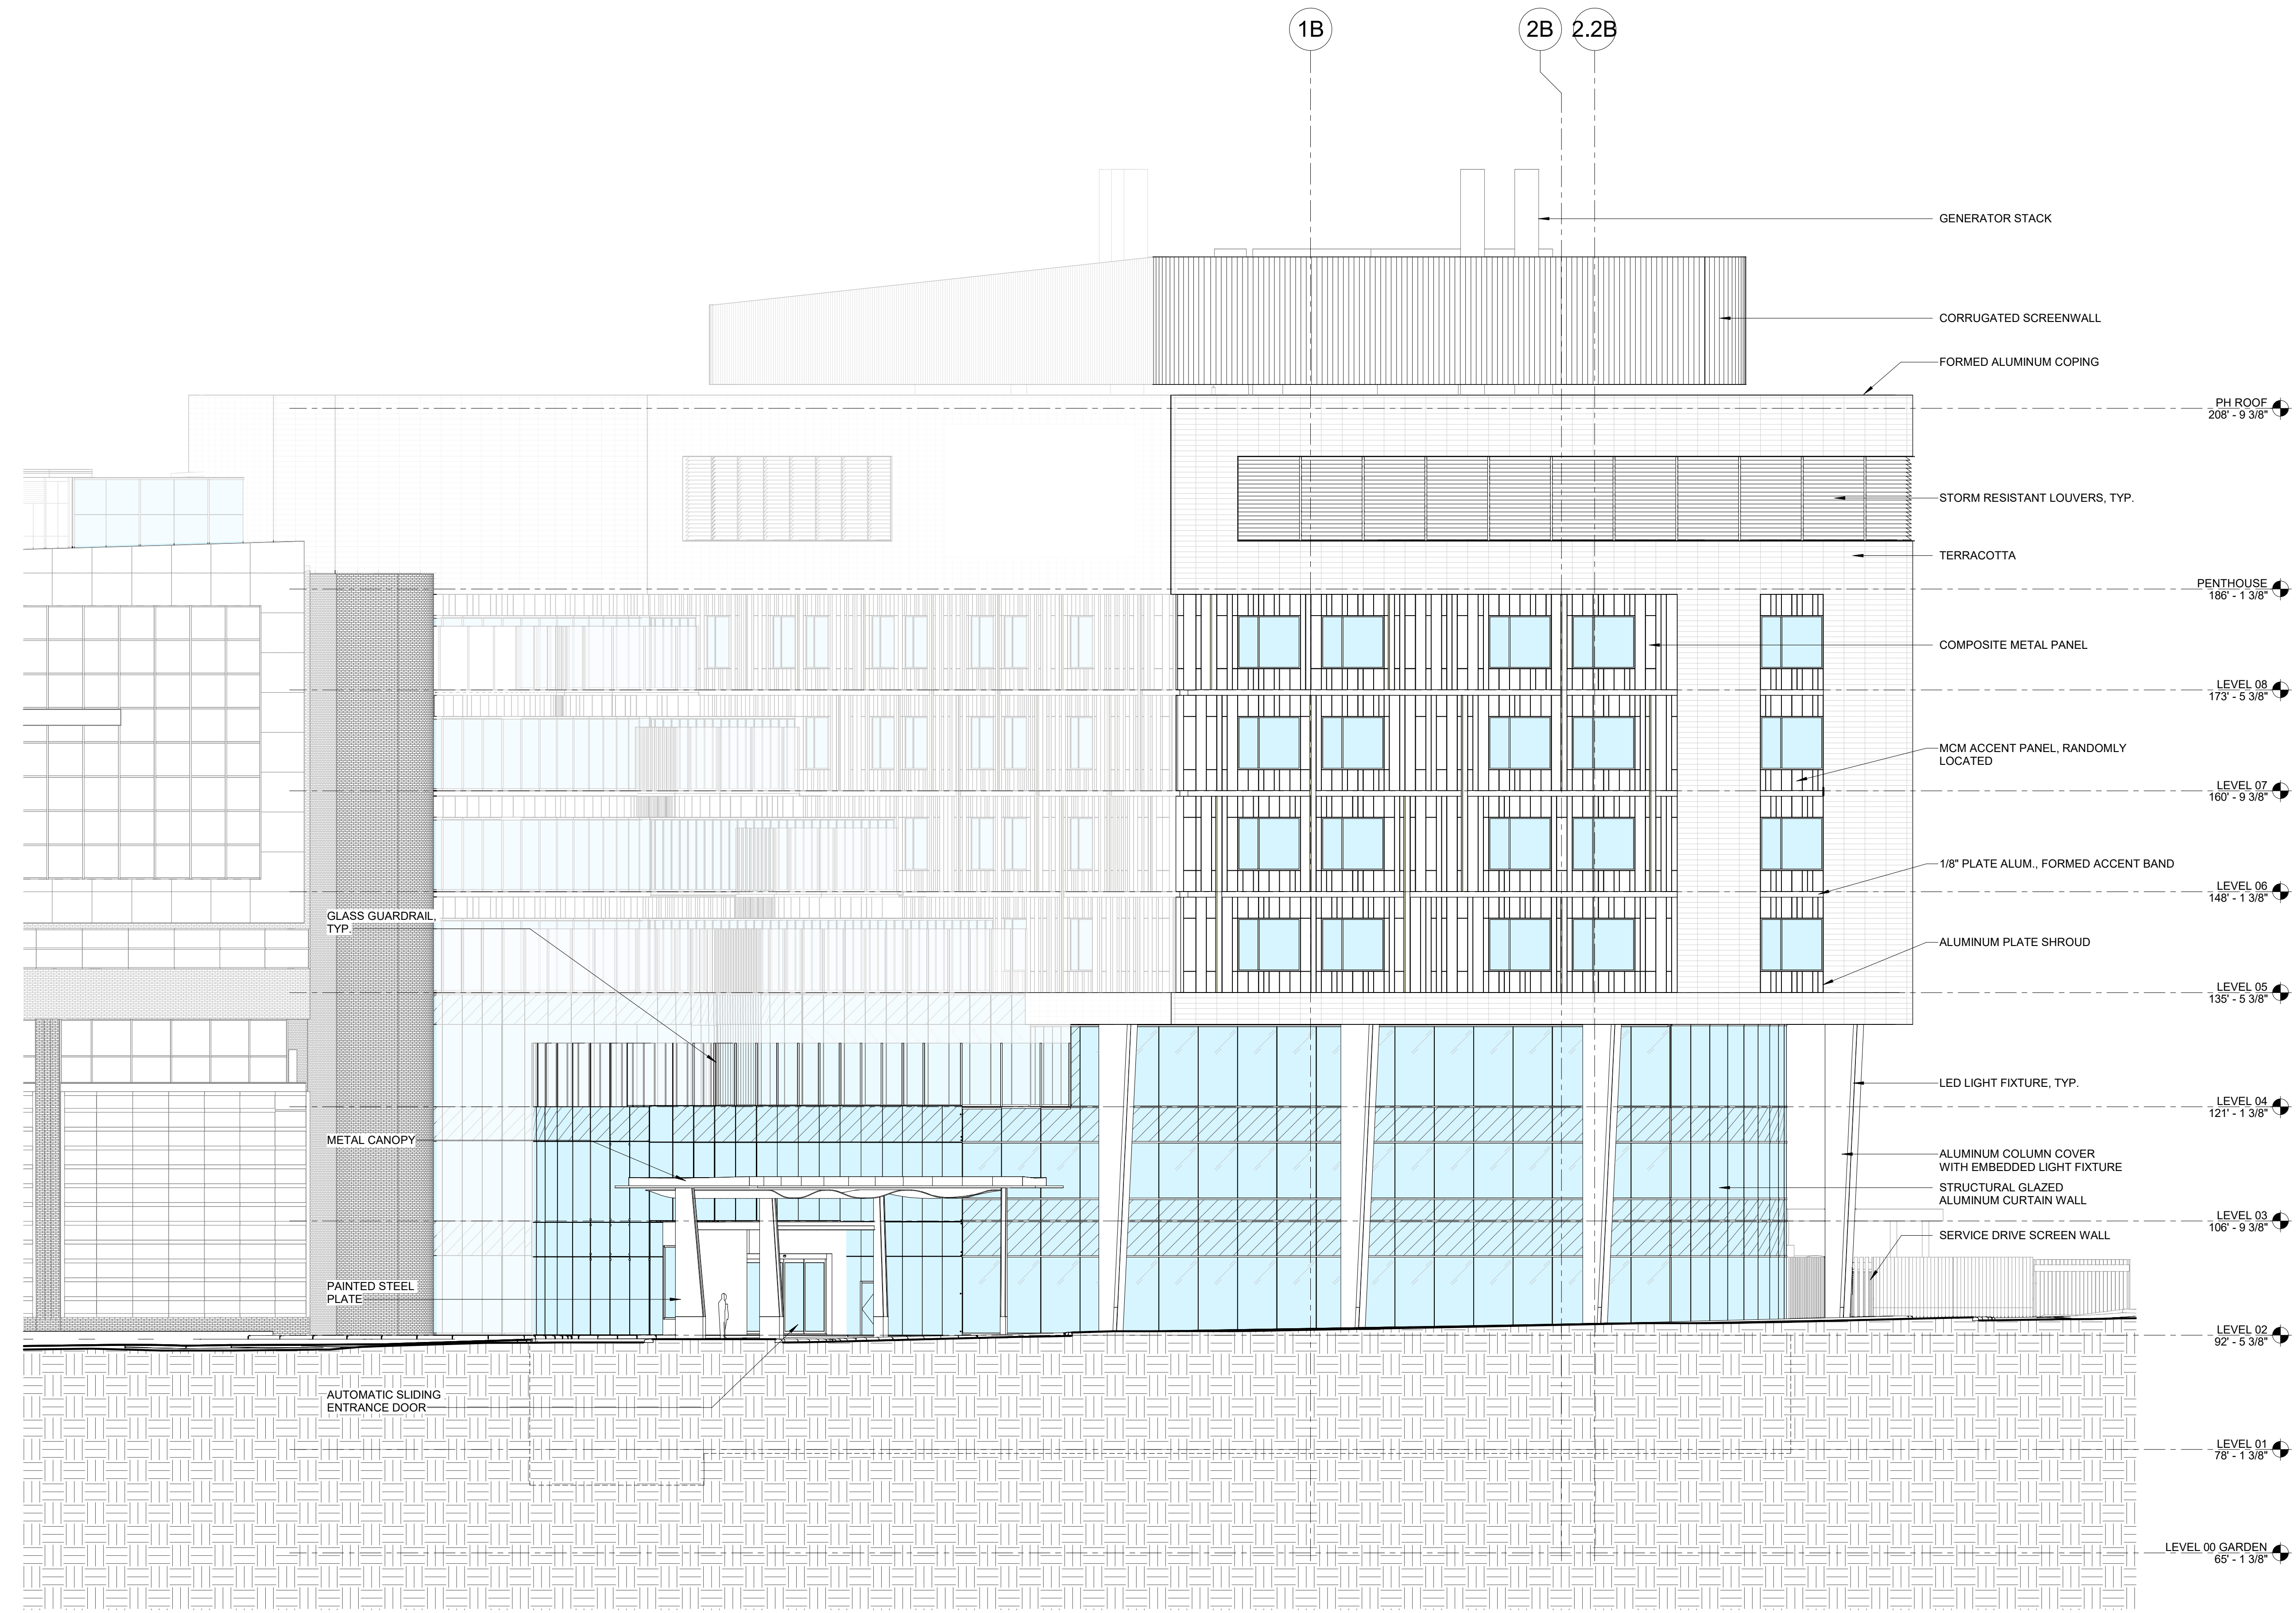 1B
2B
2.2B
GENERATOR STACK
CORRUGATED SCREENWALL
FORMED ALUMINUM COPING
PH ROOF
208' - 9 3/8"
STORM RESISTANT LOUVERS, TYP.
TERRACOTTA
PENTHOUSE
186' - 1 3/8"
COMPOSITE METAL PANEL
LEVEL 08
173' - 5 3/8"
MCM ACCENT PANEL, RANDOMLY
LOCATED
LEVEL 07
160' - 9 3/8"
1/8" PLATE ALUM., FORMED ACCENT BAND
LEVEL 06
148' - 1 3/8"
GLASS GUARDRAIL,
TYP.
ALUMINUM PLATE SHROUD
LEVEL 05
135' - 5 3/8"
LED LIGHT FIXTURE, TYP.
LEVEL 04
121' - 1 3/8"
METAL CANOPY
ALUMINUM COLUMN COVER
WITH EMBEDDED LIGHT FIXTURE
STRUCTURAL GLAZED
ALUMINUM CURTAIN WALL
LEVEL 03
106' - 9 3/8"
SERVICE DRIVE SCREEN WALL
PAINTED STEEL
PLATE
LEVEL 02
92' - 5 3/8"
AUTOMATIC SLIDING
ENTRANCE DOOR
LEVEL 01
78' - 1 3/8"
LEVEL 00 GARDEN
65' - 1 3/8"